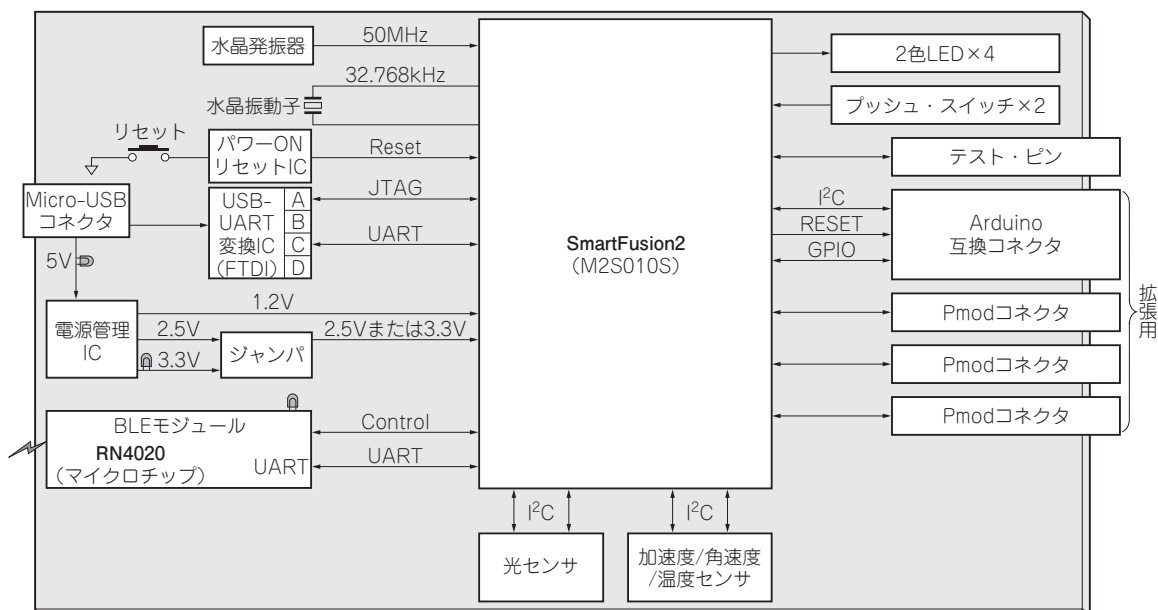 水晶発振器
50MHz
32.768kHz
水晶振動子
リセット
パワーON
リセットIC
Reset
Micro-USB
コネクタ
USB-
UART
変換IC
(FTDI)
A
B
C
D
JTAG
UART
5V
電源管理
IC
1.2V
2.5V
3.3V
ジャンパ
2.5Vまたは3.3V
BLEモジュール
RN4020
(マイクロチップ)
UART
Control
UART
SmartFusion2
(M2S010S)
I²C
光センサ
I²C
加速度/角速度
/温度センサ
2色LED×4
プッシュ・スイッチ×2
テスト・ピン
I²C
RESET
GPIO
Arduino
互換コネクタ
Pmodコネクタ
Pmodコネクタ
Pmodコネクタ
拡張用